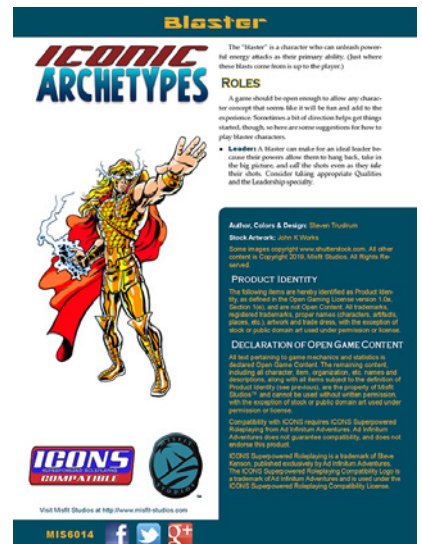 Blaster
ICONIC
ARCHETYPES
The "blaster" is a character who can unleash power-
ful energy attacks as their primary ability. (Just where
these blasts come from is up to the player.)
ROLES
A game should be open enough to allow any charac-
ter concept that seems like it will be fun and add to the
experience. Sometimes a bit of direction helps get things
started, though, so here are some suggestions for how to
play blaster characters.
• Leader: A blaster can make for an ideal leader be-
cause their powers allow them to hang back, take in
the big picture, and call the shots even as they take
their shots. Consider taking appropriate Qualities
and the Leadership specialty.
Author, Colors & Design: Steven Trustrum
Stock Artwork: John K Works
Some images copyright www.shutterstock.com. All other
content is Copyright 2019, Misfit Studios. All Rights Re-
served.
PRODUCT IDENTITY
The following items are hereby identified as Product Iden-
tity, as defined in the Open Gaming License version 1.0a,
Section 1(e), and are not Open Content: All trademarks,
registered trademarks, proper names (characters, artifacts,
places, etc.), artwork and trade dress, with the exception of
stock or public domain art used under permission or license.
DECLARATION OF OPEN GAME CONTENT
All text pertaining to game mechanics and statistics is
declared Open Game Content. The remaining content,
including all character, item, organization, etc. names and
descriptions, along with all items subject to the definition of
Product Identity (see previous), are the property of Misfit
Studios™ and cannot be used without written permission,
with the exception of stock or public domain art used under
permission or license.
Compatibility with ICONS requires ICONS Superpowered
Roleplaying from Ad Infinitum Adventures. Ad Infinitum
Adventures does not guarantee compatibility, and does not
endorse this product.
ICONS Superpowered Roleplaying is a trademark of Steve
Kenson, published exclusively by Ad Infinitum Adventures.
The ICONS Superpowered Roleplaying Compatibility Logo is
a trademark of Ad Infinitum Adventures and is used under the
ICONS Superpowered Roleplaying Compatibility License.
ICONS
SUPERPOWERED ROLEPLAYING
COMPATIBLE
MISFIT
STUDIOS
TM
Visit Misfit Studios at http://www.misfit-studios.com
MIS6014
f
g+